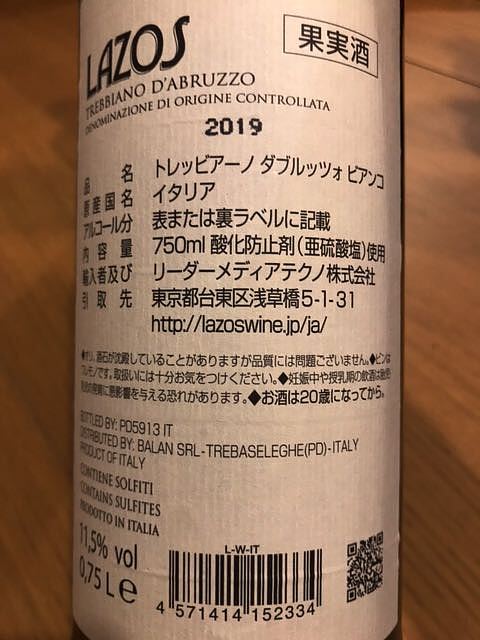 LAZOS
果実酒
TREBBIANO D'ABRUZZO
DENOMINAZIONE DI ORIGINE CONTROLLATA
2019
品名 トレッビアーノ ダブルッツォ ビアンコ
原産国名 イタリア
アルコール分 表または裏ラベルに記載
内容量 750ml 酸化防止剤(亜硫酸塩)使用
輸入者及び リーダーメディアテクノ株式会社
引取先 東京都台東区浅草橋5-1-31
http://lazoswine.jp/ja/
◆オリ、酒石が沈殿していることがありますが品質には問題ございません。◆ビンは
ワレモノです。取扱いには十分お気をつけください。◆妊娠中や授乳期の飲酒は胎児・
に悪影響を与える恐れがあります。◆お酒は20歳になってから。
BOTTLED BY: PD5913 IT
DISTRIBUTED BY: BALAN SRL-TREBASELEGHE(PD)-ITALY
PRODUCT OF ITALY
CONTIENE SOLFITI
CONTAINS SULFITES
PRODOTTO IN ITALIA
11,5% vol
0,75 L e
L-W-IT
4 571414 152334